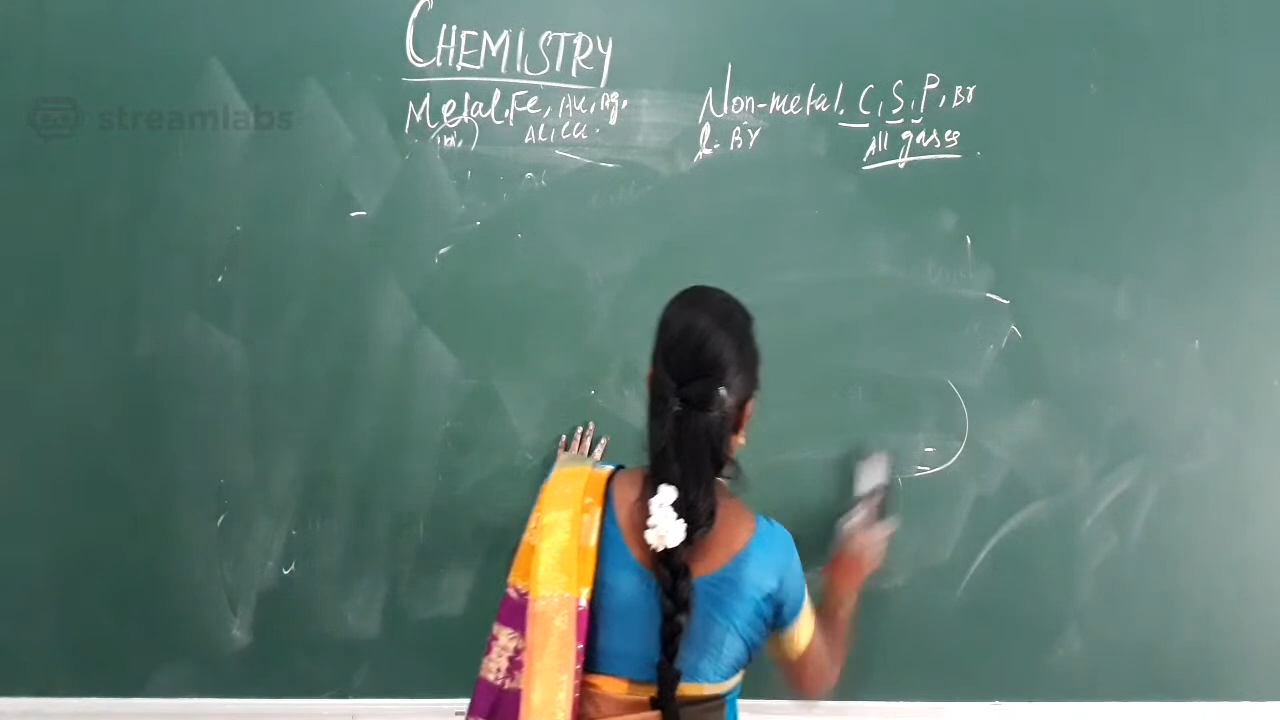 CHEMISTRY
Metal. Fe, Au, Ag, Non-metal. C, S, P, Br
Al, Cu. l. Br All gases
streamlabs